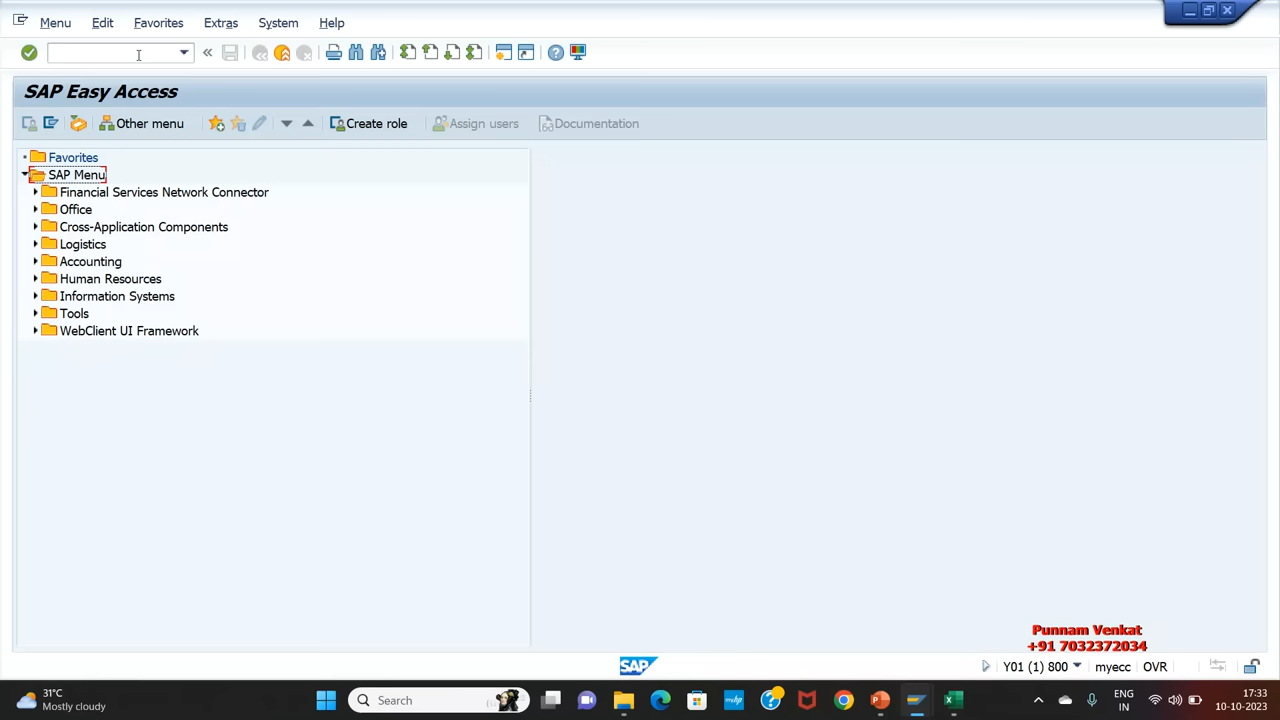 Menu Edit Favorites Extras System Help
SAP Easy Access
Other menu Create role Assign users Documentation
Favorites
SAP Menu
Financial Services Network Connector
Office
Cross-Application Components
Logistics
Accounting
Human Resources
Information Systems
Tools
WebClient UI Framework
Punnam Venkat
+91 7032372034
SAP Y01 (1) 800 myecc OVR
31°C
Mostly cloudy
Search
ENG
IN
17:33
10-10-2023